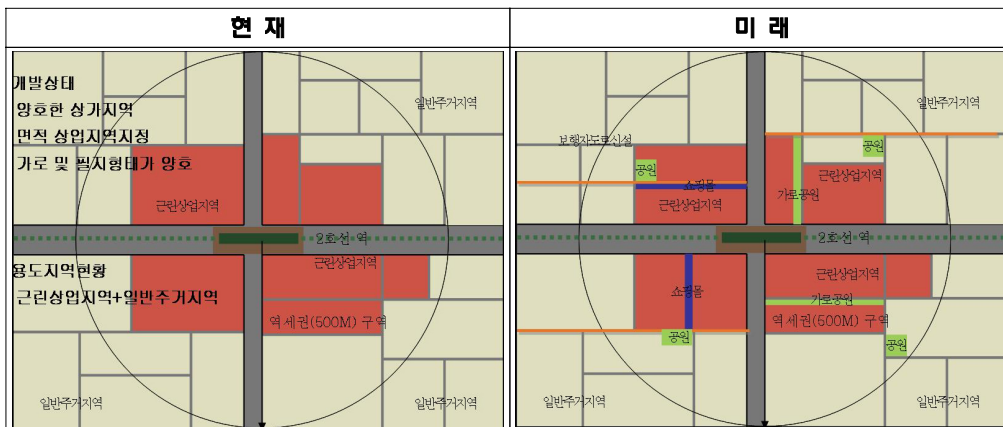 현 재
개발상태
양호한 상가지역
면적 상업지역지정
가로 및 필지형태가 양호
일반주거지역
근린상업지역
2호선 역
근린상업지역
용도지역현황
근린상업지역+일반주거지역
역세권(500M) 구역
일반주거지역
일반주거지역
미 래
일반주거지역
보행자도로신설
공원
공원
쇼핑몰
근린상업지역
근린상업지역
가로공원
2호선 역
근린상업지역
쇼핑몰
가로공원
역세권(500M) 구역
공원
공원
일반주거지역
일반주거지역